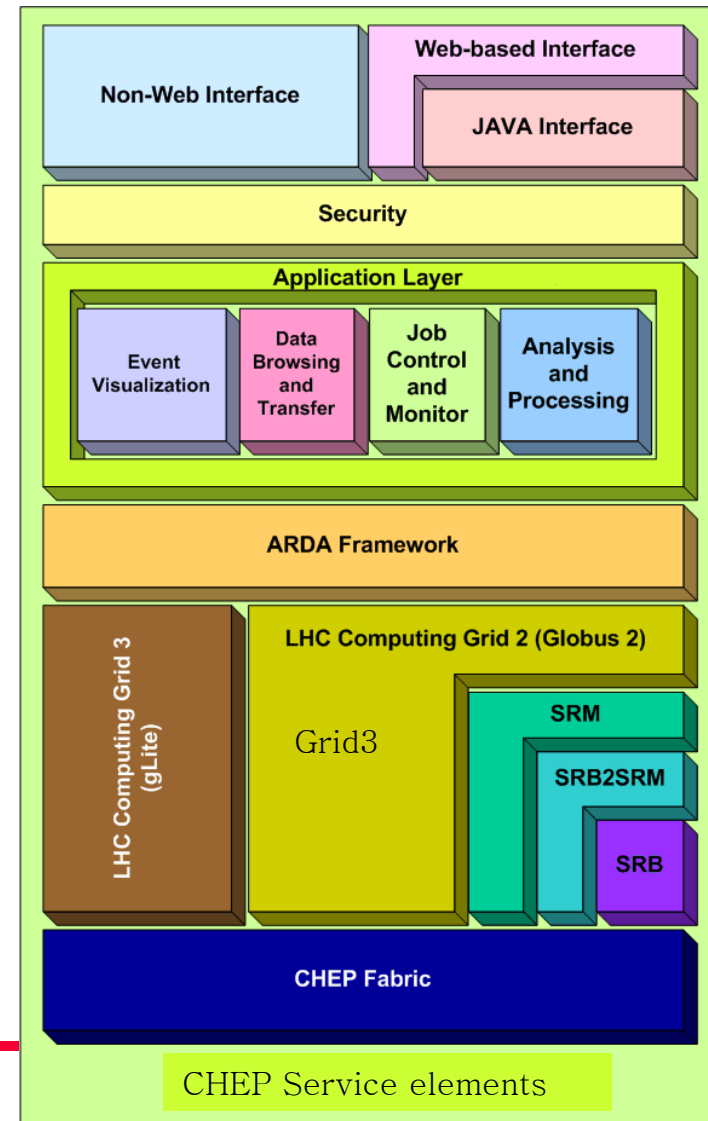 Non-Web Interface
Web-based Interface
JAVA Interface
Security
Application Layer
Event
Visualization
Data
Browsing
and
Transfer
Job
Control
and
Monitor
Analysis
and
Processing
ARDA Framework
LHC Computing Grid 3
(gLite)
LHC Computing Grid 2 (Globus 2)
Grid3
SRM
SRB2SRM
SRB
CHEP Fabric
CHEP Service elements